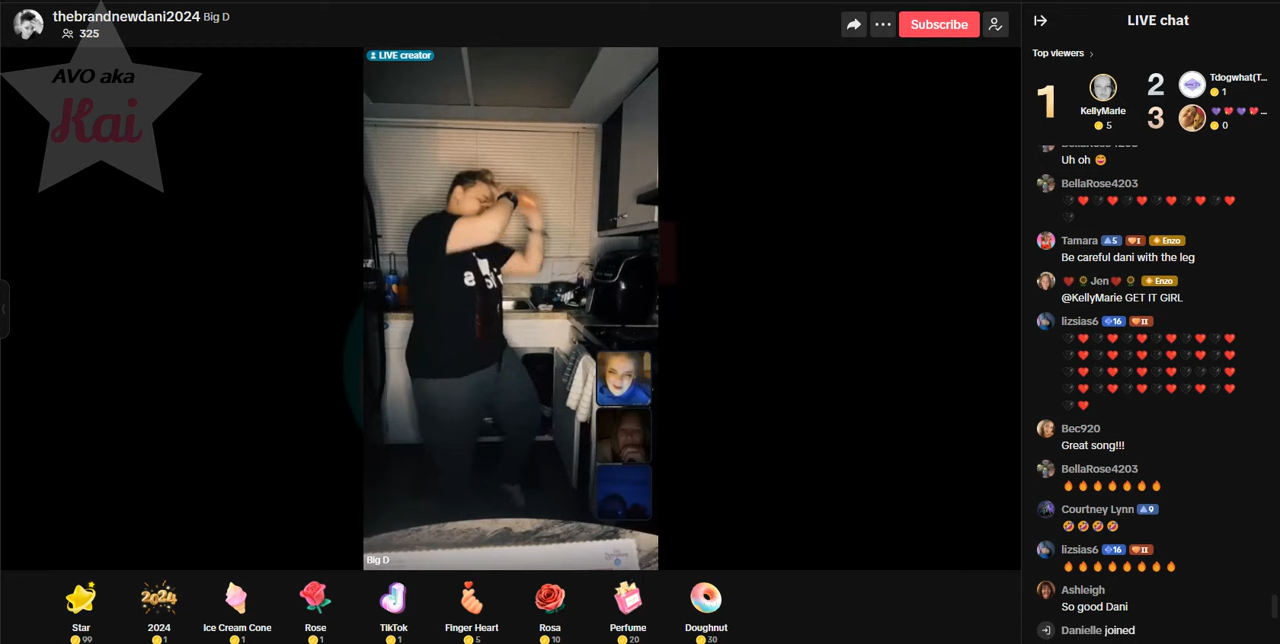 thebrandnewdani2024 Big D
325
Subscribe
AVO aka
Kai
LIVE creator
Big D
Star
99
2024
2024
1
Ice Cream Cone
1
Rose
1
TikTok
1
Finger Heart
5
Rosa
10
Perfume
20
Doughnut
30
LIVE chat
Top viewers
1
KellyMarie
5
2
Tdogwhat(T...
1
3
...
0
BellaRose4203
Uh oh
BellaRose4203
Tamara 5 I Enzo
Be careful dani with the leg
Jen Enzo
@KellyMarie GET IT GIRL
lizsias6 16 II
Bec920
Great song!!!
BellaRose4203
Courtney Lynn 9
lizsias6 16 II
Ashleigh
So good Dani
Danielle joined